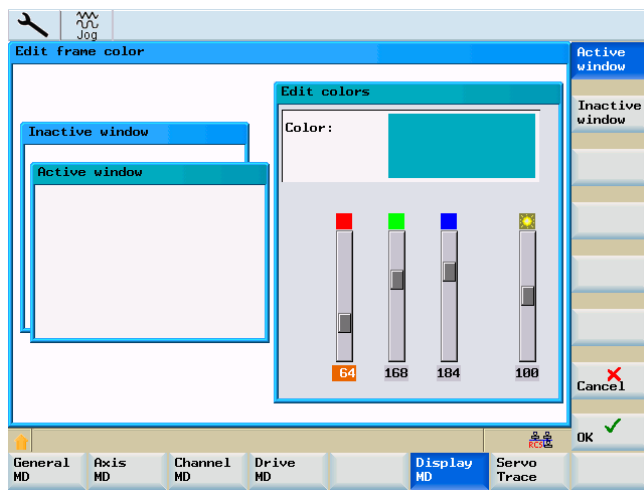 Jog
Edit frame color
Active
window
Edit colors
Inactive
window
Color:
Inactive window
Active window
64 168 184 100
Cancel
OK
RCS
General
MD
Axis
MD
Channel
MD
Drive
MD
Display
MD
Servo
Trace